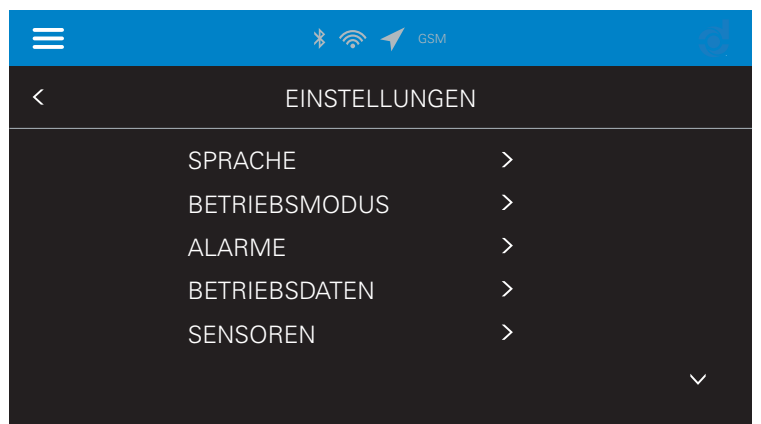 GSM
EINSTELLUNGEN
SPRACHE
BETRIEBSMODUS
ALARME
BETRIEBSDATEN
SENSOREN